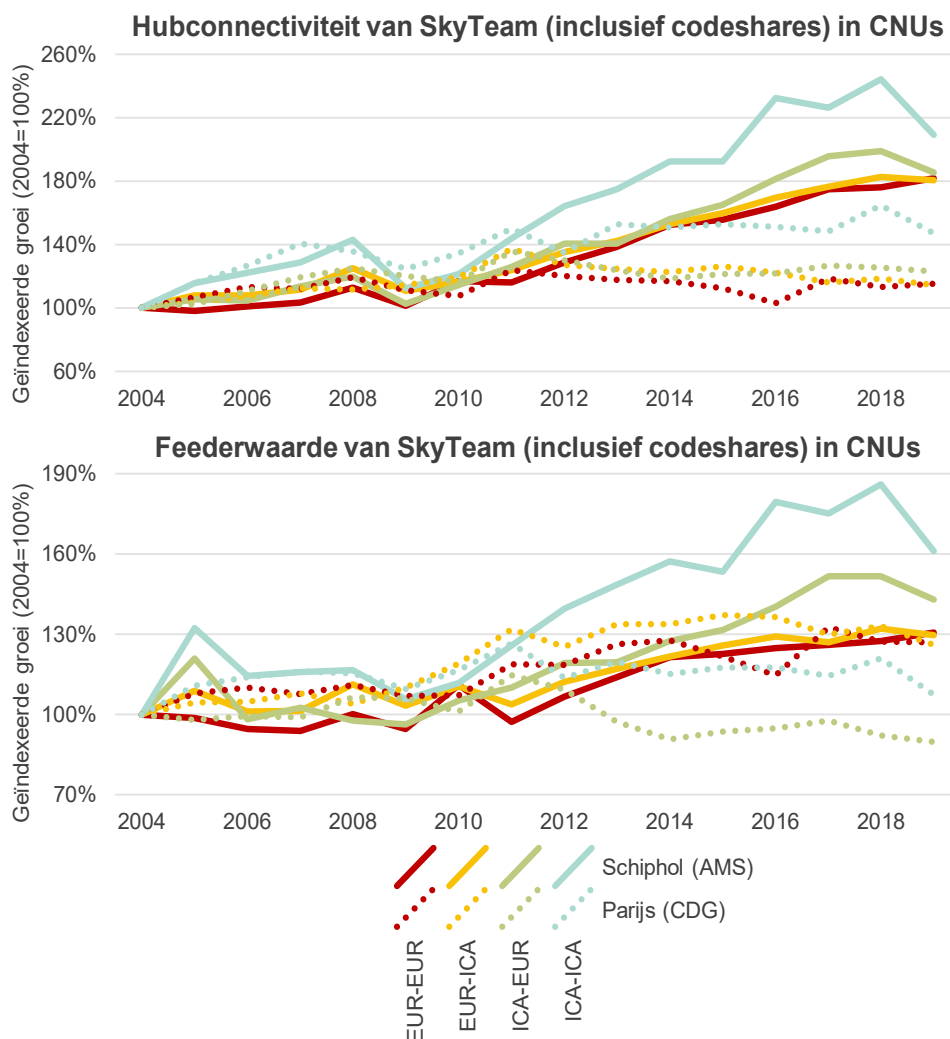 Hubconnectiviteit van SkyTeam (inclusief codeshares) in CNUs
Geïndexeerde groei (2004=100%)
260%
220%
180%
140%
100%
60%
2004 2006 2008 2010 2012 2014 2016 2018
Feederwaarde van SkyTeam (inclusief codeshares) in CNUs
Geïndexeerde groei (2004=100%)
190%
160%
130%
100%
70%
2004 2006 2008 2010 2012 2014 2016 2018
Schiphol (AMS)
Parijs (CDG)
EUR-EUR
EUR-ICA
ICA-EUR
ICA-ICA